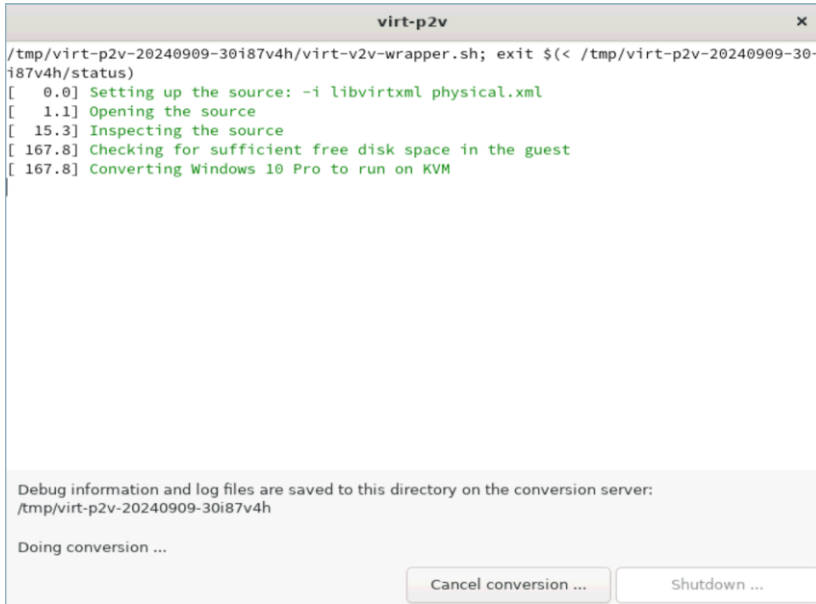 virt-p2v
×
/tmp/virt-p2v-20240909-30i87v4h/virt-v2v-wrapper.sh; exit $(< /tmp/virt-p2v-20240909-30-
i87v4h/status)
[   0.0] Setting up the source: -i libvirtxml physical.xml
[   1.1] Opening the source
[  15.3] Inspecting the source
[ 167.8] Checking for sufficient free disk space in the guest
[ 167.8] Converting Windows 10 Pro to run on KVM
Debug information and log files are saved to this directory on the conversion server:
/tmp/virt-p2v-20240909-30i87v4h
Doing conversion ...
Cancel conversion ...
Shutdown ...